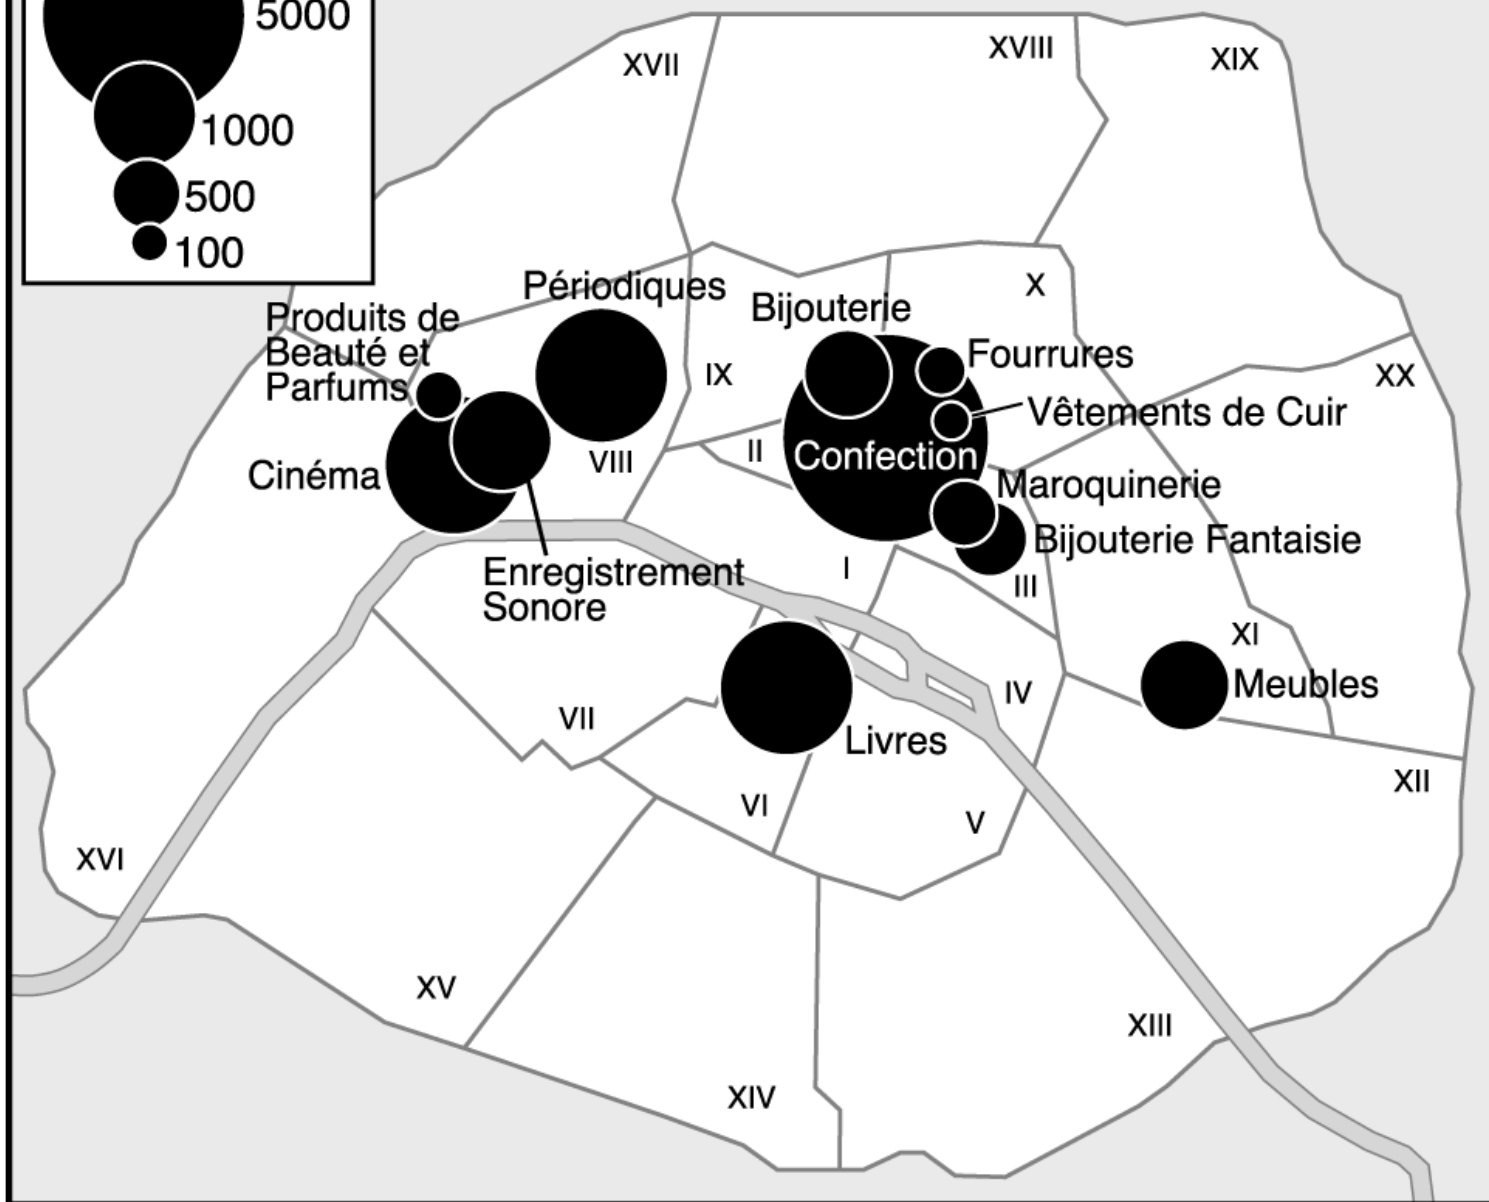 5000
1000
500
100
XVII
XVIII
XIX
Périodiques
X
Bijouterie
Produits de
Beauté et
Parfums
Fourrures
IX
XX
Vêtements de Cuir
II
Confection
VIII
Cinéma
Maroquinerie
Bijouterie Fantaisie
I
Enregistrement
Sonore
III
XI
Meubles
IV
VII
Livres
XII
VI
V
XVI
XV
XIII
XIV